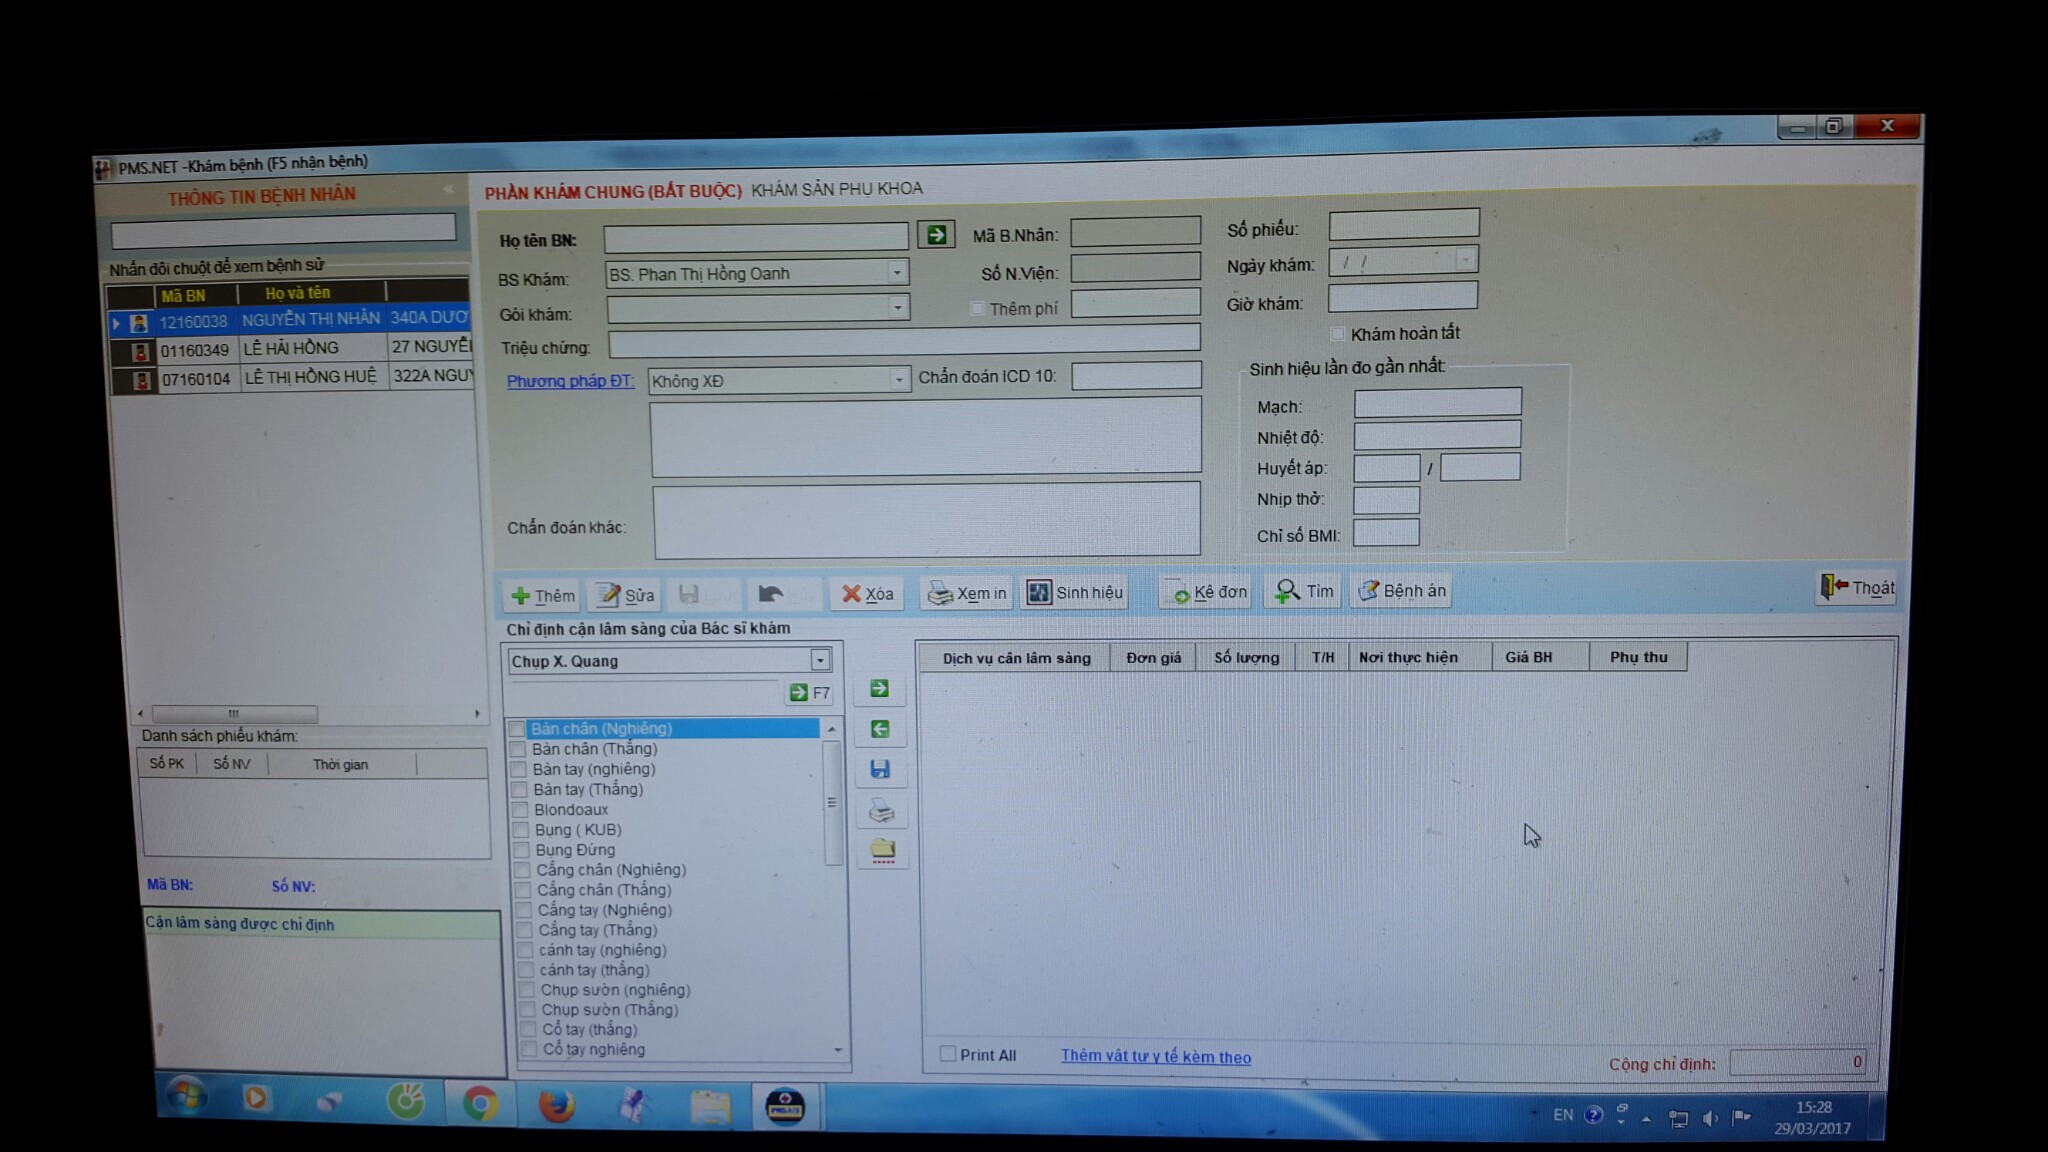 PMS.NET -Khám bệnh (F5 nhận bệnh)
THÔNG TIN BỆNH NHÂN
Nhấn đôi chuột để xem bệnh sử
Mã BN Họ và tên
12160038 NGUYỄN THỊ NHÂN 340A DƯƠ
01160349 LÊ HẢI HỒNG 27 NGUYỄ
07160104 LÊ THỊ HỒNG HUỆ 322A NGUY
Danh sách phiếu khám:
Số PK Số NV Thời gian
Mã BN: Số NV:
Cận lâm sàng được chỉ định
PHẦN KHÁM CHUNG (BẮT BUỘC) KHÁM SẢN PHỤ KHOA
Họ tên BN: Mã B.Nhân: Số phiếu:
BS Khám: BS. Phan Thị Hồng Oanh Số N.Viện: Ngày khám: / /
Gói khám: Thêm phí Giờ khám:
Triệu chứng: Khám hoàn tất
Phương pháp ĐT: Không XĐ Chẩn đoán ICD 10:
Chẩn đoán khác:
Sinh hiệu lần đo gần nhất:
Mạch:
Nhiệt độ:
Huyết áp: /
Nhịp thở:
Chỉ số BMI:
Thêm Sửa Xóa Xem in Sinh hiệu Kê đơn Tìm Bệnh án Thoát
Chỉ định cận lâm sàng của Bác sĩ khám
Chụp X. Quang
F7
Bàn chân (Nghiêng)
Bàn chân (Thẳng)
Bàn tay (nghiêng)
Bàn tay (Thẳng)
Blondoaux
Bụng ( KUB)
Bụng Đứng
Cẳng chân (Nghiêng)
Cẳng chân (Thẳng)
Cẳng tay (Nghiêng)
Cẳng tay (Thẳng)
cánh tay (nghiêng)
cánh tay (thẳng)
Chụp sườn (nghiêng)
Chụp sườn (Thẳng)
Cổ tay (thẳng)
Cổ tay nghiêng
Dịch vụ cân lâm sàng Đơn giá Số lượng T/H Nơi thực hiện Giá BH Phụ thu
Print All Thêm vât tư y tế kèm theo Cộng chỉ định: 0
EN 15:28
29/03/2017